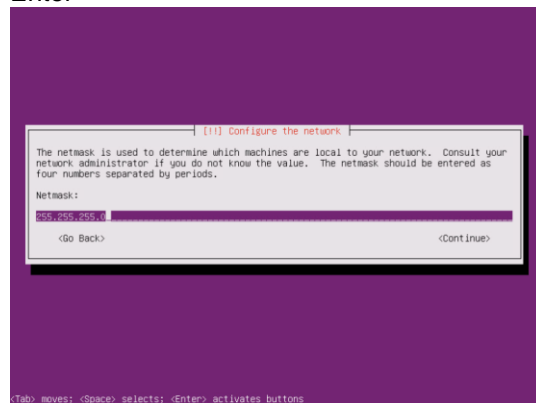 Enter
[!!] Configure the network
The netmask is used to determine which machines are local to your network.  Consult your
network administrator if you do not know the value.  The netmask should be entered as
four numbers separated by periods.
Netmask:
255.255.255.0
<Go Back> <Continue>
<Tab> moves; <Space> selects; <Enter> activates buttons